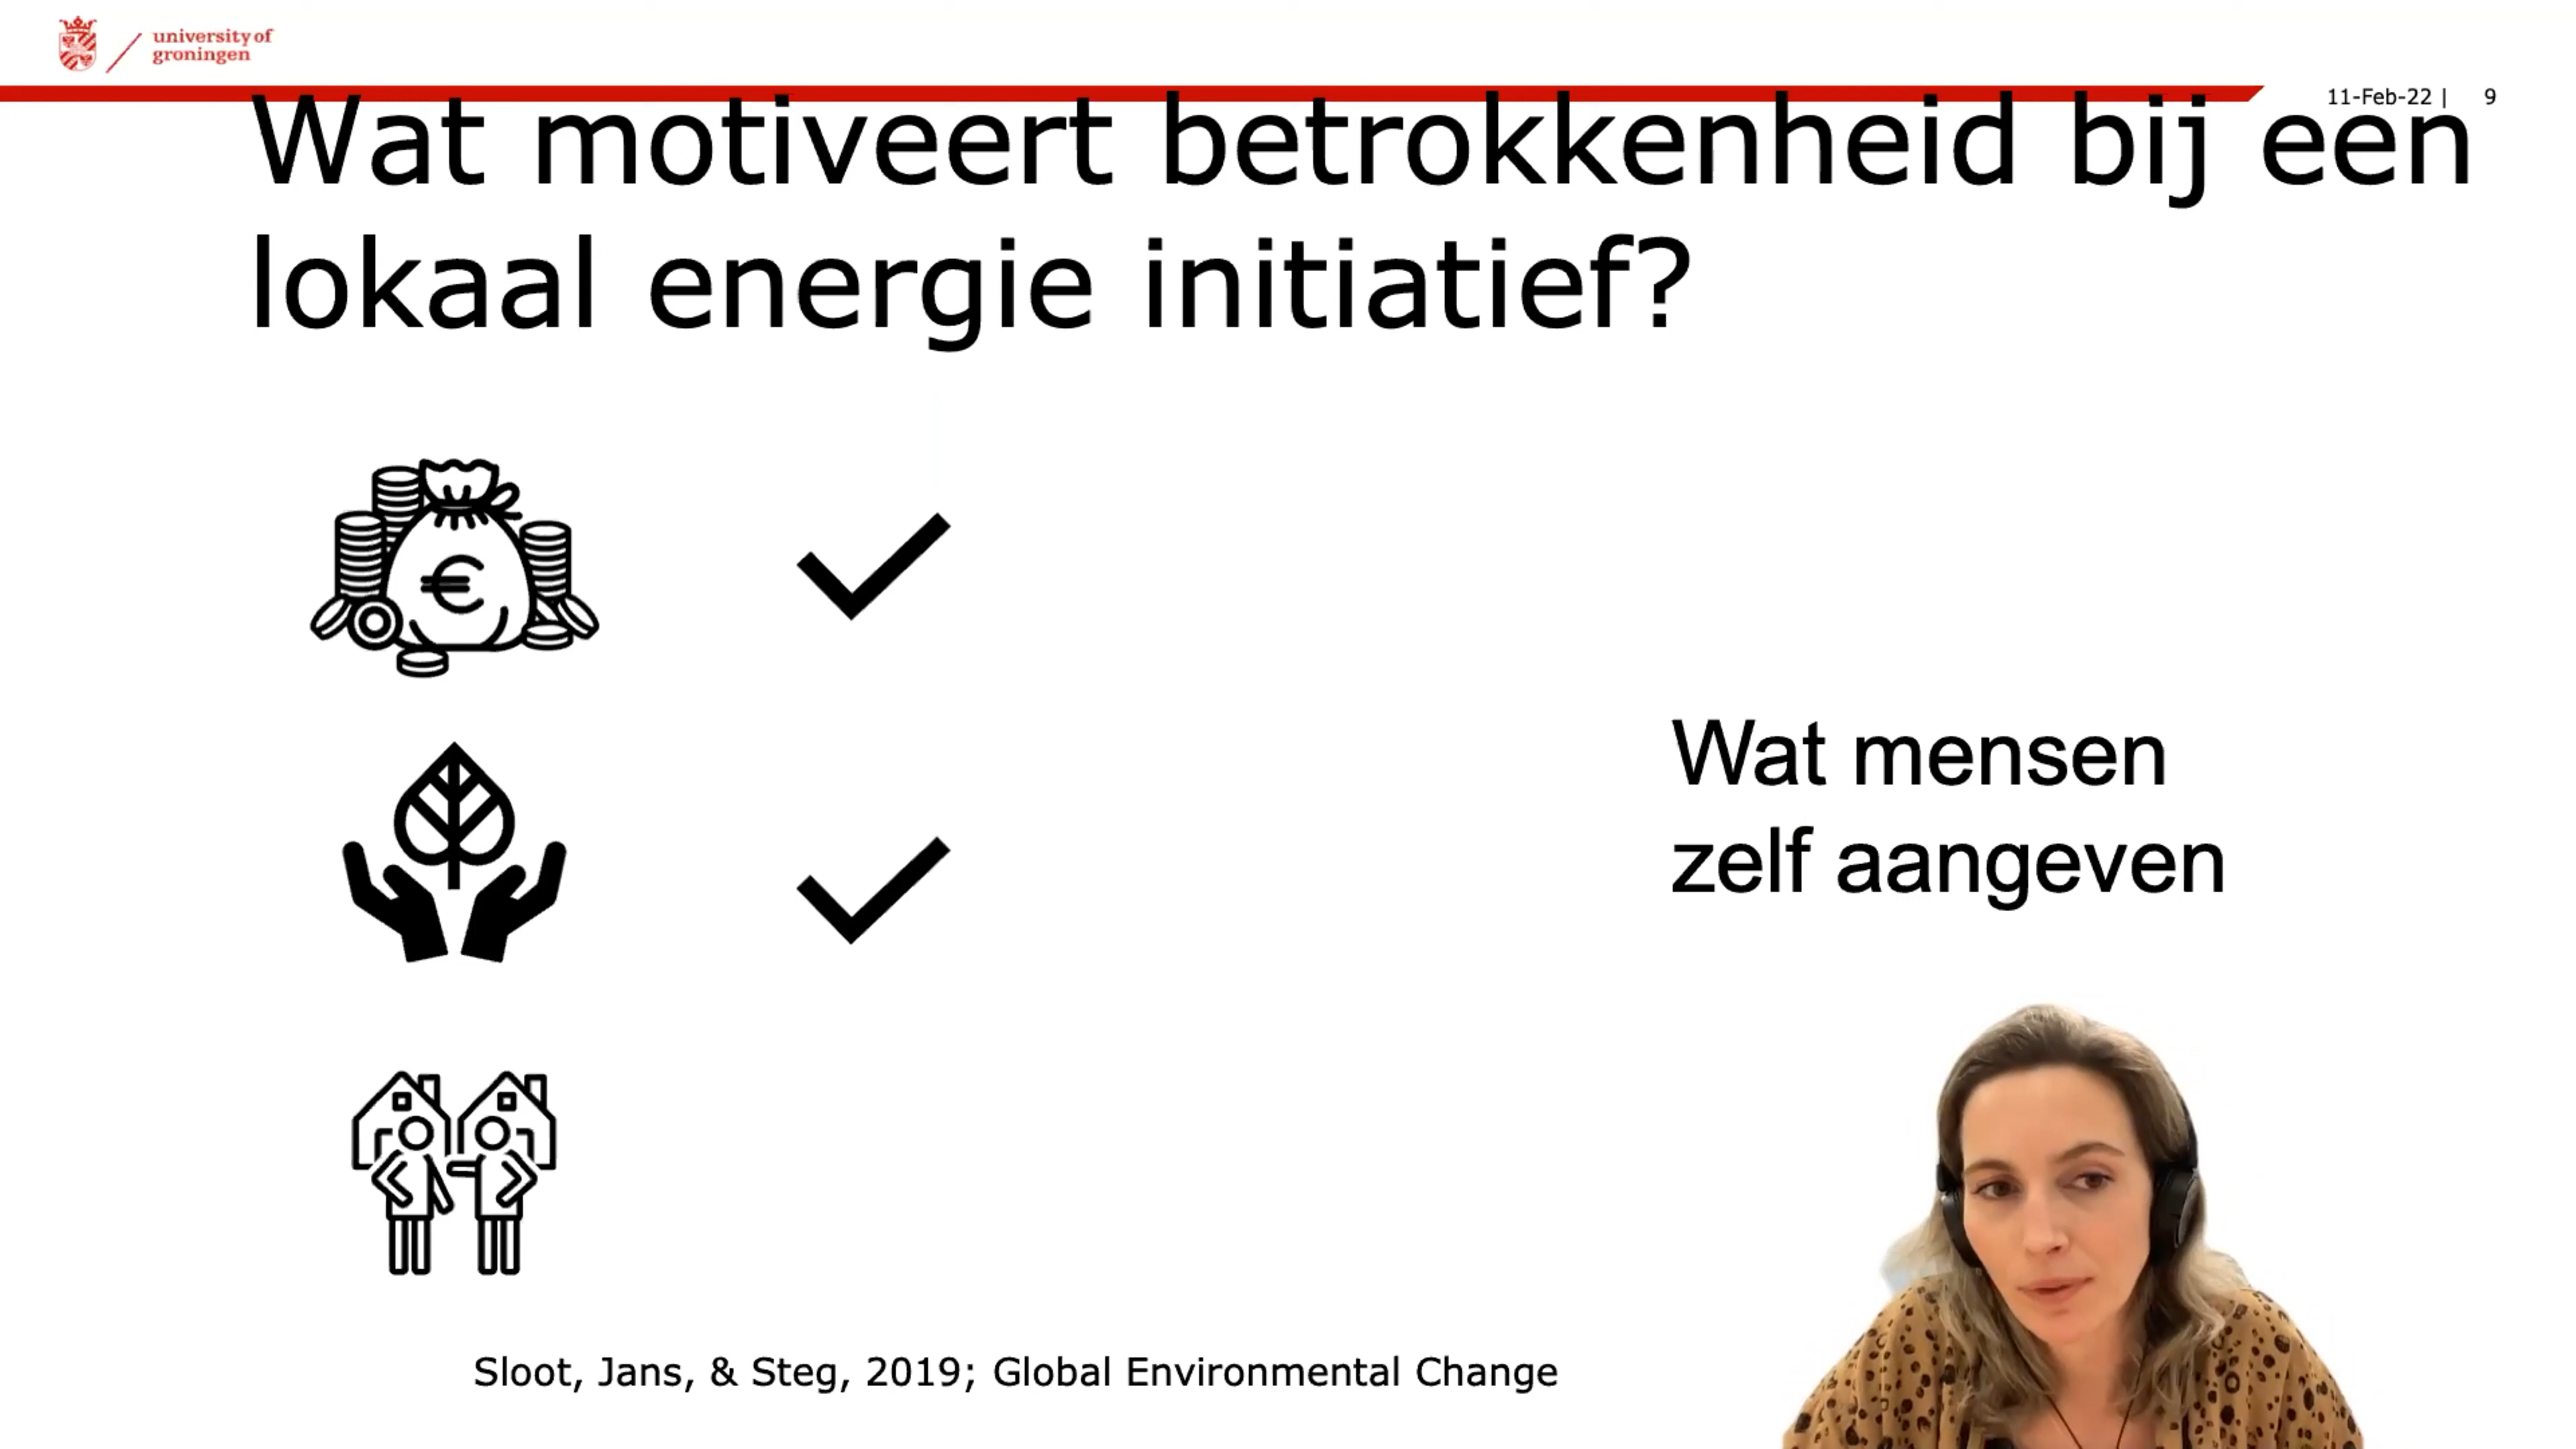 university of
groningen
11-Feb-22 | 9
Wat motiveert betrokkenheid bij een
lokaal energie initiatief?
€
Wat mensen
zelf aangeven
Sloot, Jans, & Steg, 2019; Global Environmental Change